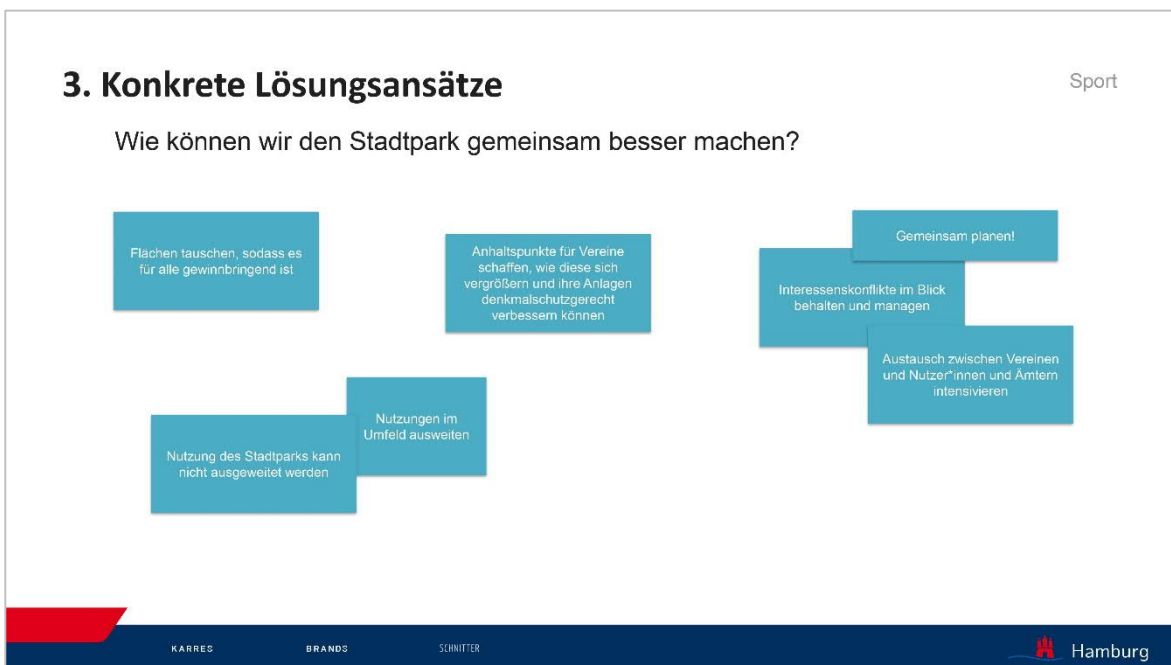 3. Konkrete Lösungsansätze
Sport
Wie können wir den Stadtpark gemeinsam besser machen?
Flächen tauschen, sodass es
für alle gewinnbringend ist
Anhaltspunkte für Vereine
schaffen, wie diese sich
vergrößern und ihre Anlagen
denkmalschutzgerecht
verbessern können
Gemeinsam planen!
Interessenskonflikte im Blick
behalten und managen
Austausch zwischen Vereinen
und Nutzer*innen und Ämtern
intensivieren
Nutzungen im
Umfeld ausweiten
Nutzung des Stadtparks kann
nicht ausgeweitet werden
KARRES BRANDS SCHNITTER
Hamburg